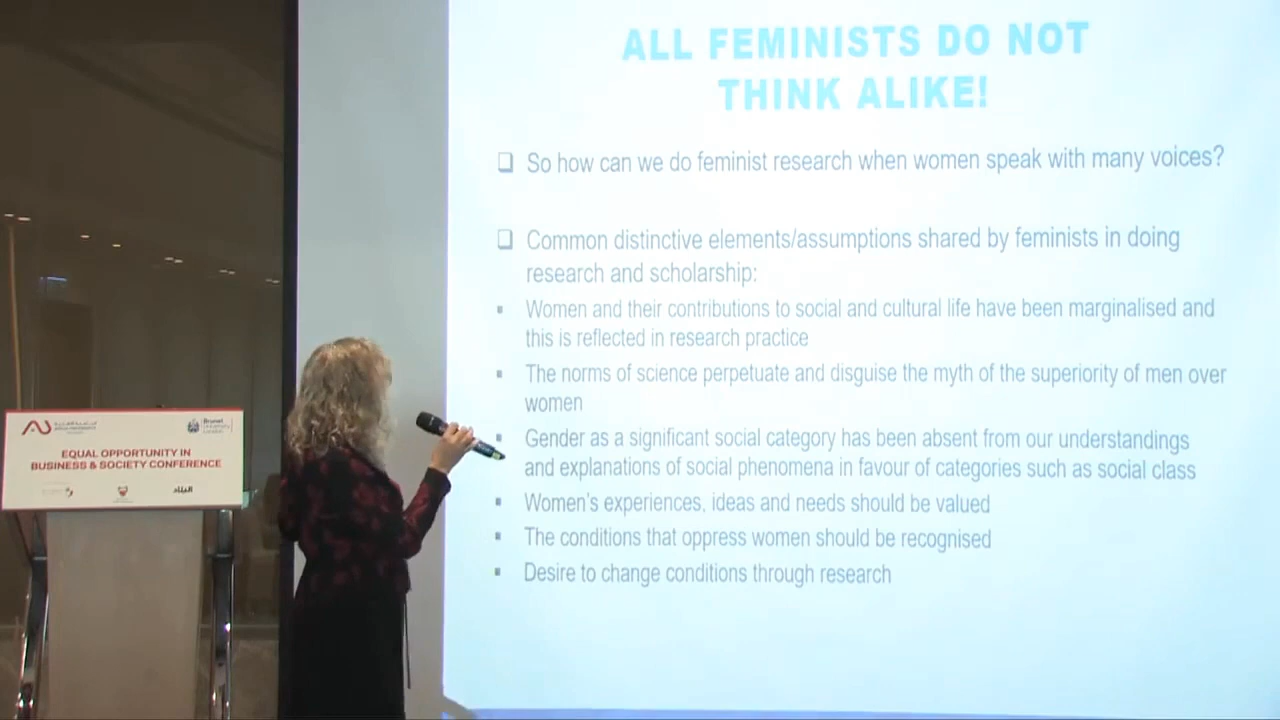 ALL FEMINISTS DO NOT
THINK ALIKE!
So how can we do feminist research when women speak with many voices?
Common distinctive elements/assumptions shared by feminists in doing
research and scholarship:
Women and their contributions to social and cultural life have been marginalised and
this is reflected in research practice
The norms of science perpetuate and disguise the myth of the superiority of men over
women
Gender as a significant social category has been absent from our understandings
and explanations of social phenomena in favour of categories such as social class
Women's experiences, ideas and needs should be valued
The conditions that oppress women should be recognised
Desire to change conditions through research
Brunel
University
London
EQUAL OPPORTUNITY IN
BUSINESS & SOCIETY CONFERENCE
البلاد